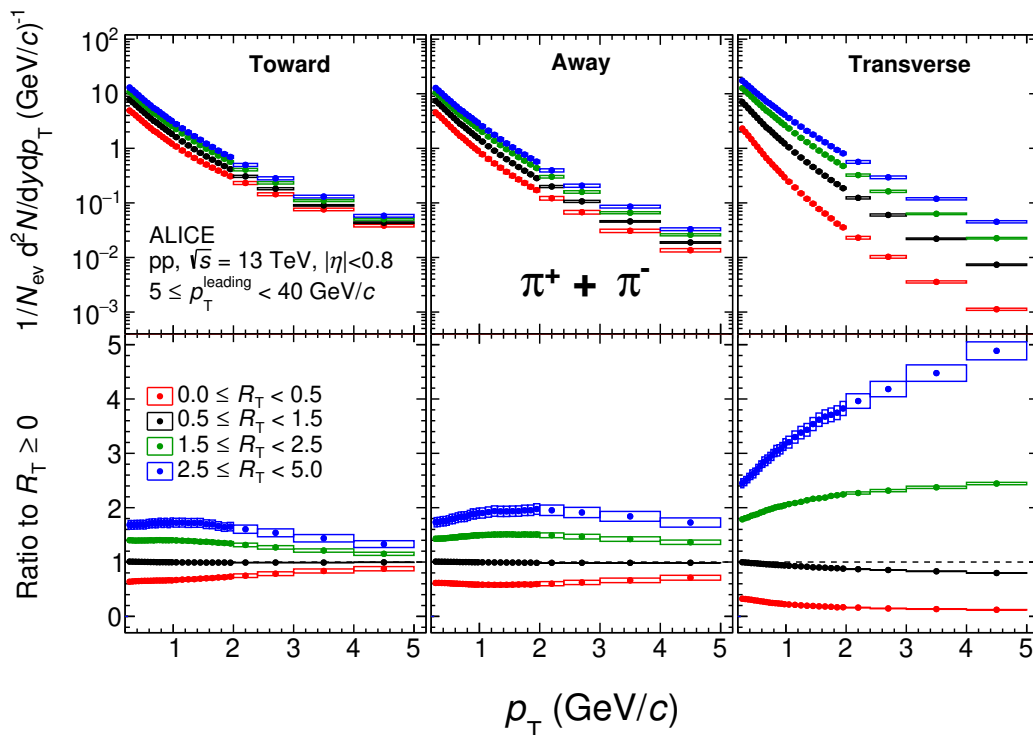 1/N_ev d²N/dydp_T (GeV/c)⁻¹
10²
10
1
10⁻¹
10⁻²
10⁻³
Toward
Away
Transverse
ALICE
pp, √s = 13 TeV, |η|<0.8
5 ≤ p_T^leading < 40 GeV/c
π⁺ + π⁻
Ratio to R_T ≥ 0
5
4
3
2
1
0
0.0 ≤ R_T < 0.5
0.5 ≤ R_T < 1.5
1.5 ≤ R_T < 2.5
2.5 ≤ R_T < 5.0
1 2 3 4 5 1 2 3 4 5 1 2 3 4 5
p_T (GeV/c)